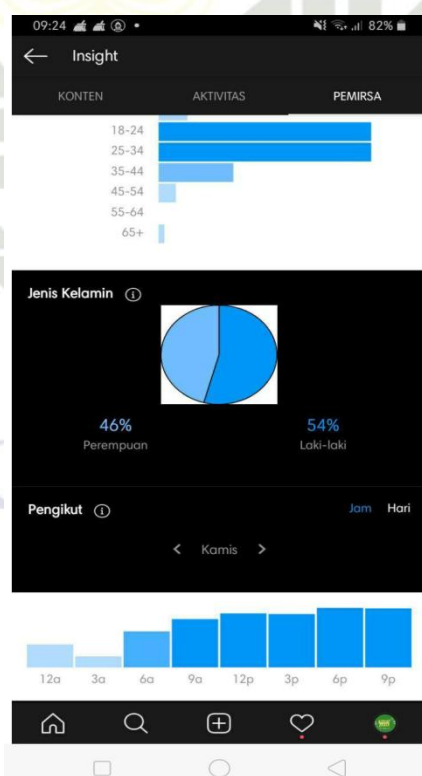 09:24 82%
Insight
KONTEN AKTIVITAS PEMIRSA
18-24
25-34
35-44
45-54
55-64
65+
Jenis Kelamin
46% 54%
Perempuan Laki-laki
Pengikut Jam Hari
< Kamis >
12a 3a 6a 9a 12p 3p 6p 9p